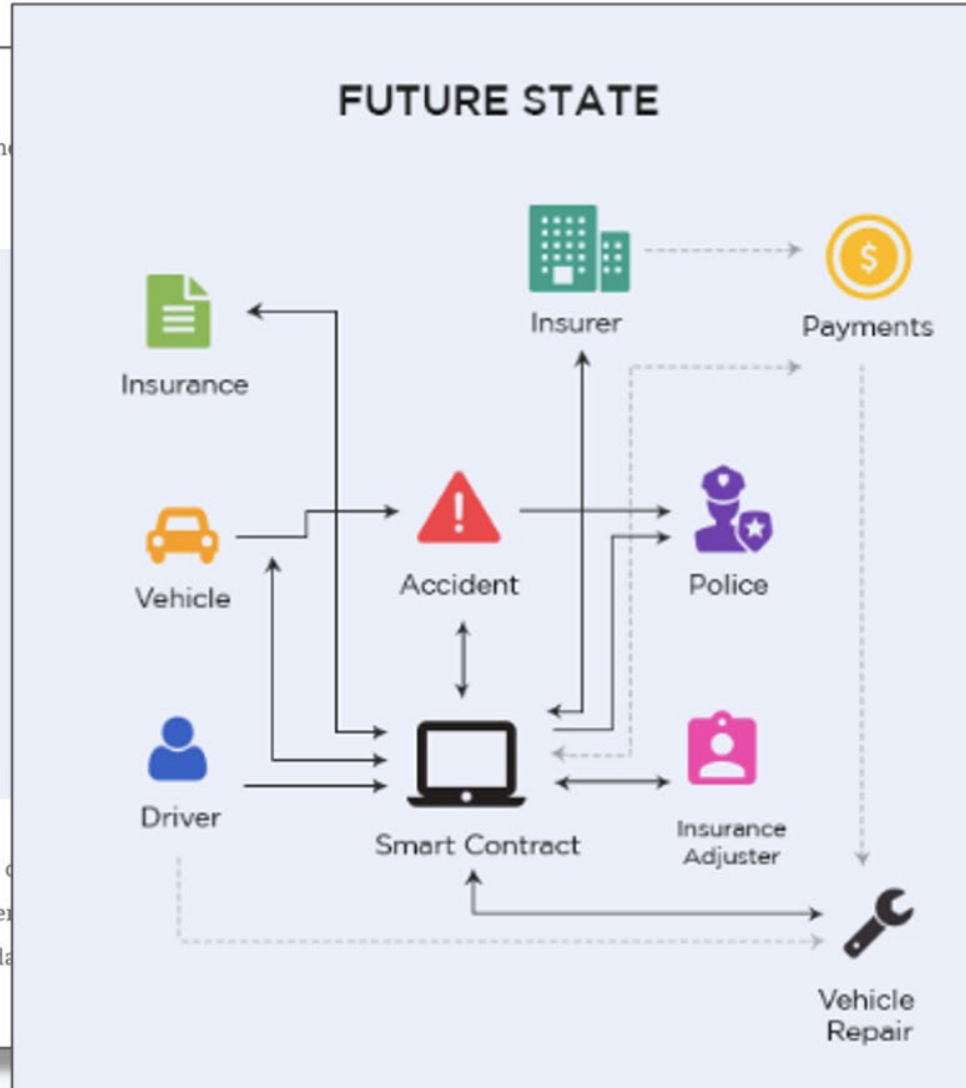 FUTURE STATE
Insurer
Payments
Insurance
Vehicle
Accident
Police
Driver
Smart Contract
Insurance
Adjuster
Vehicle
Repair